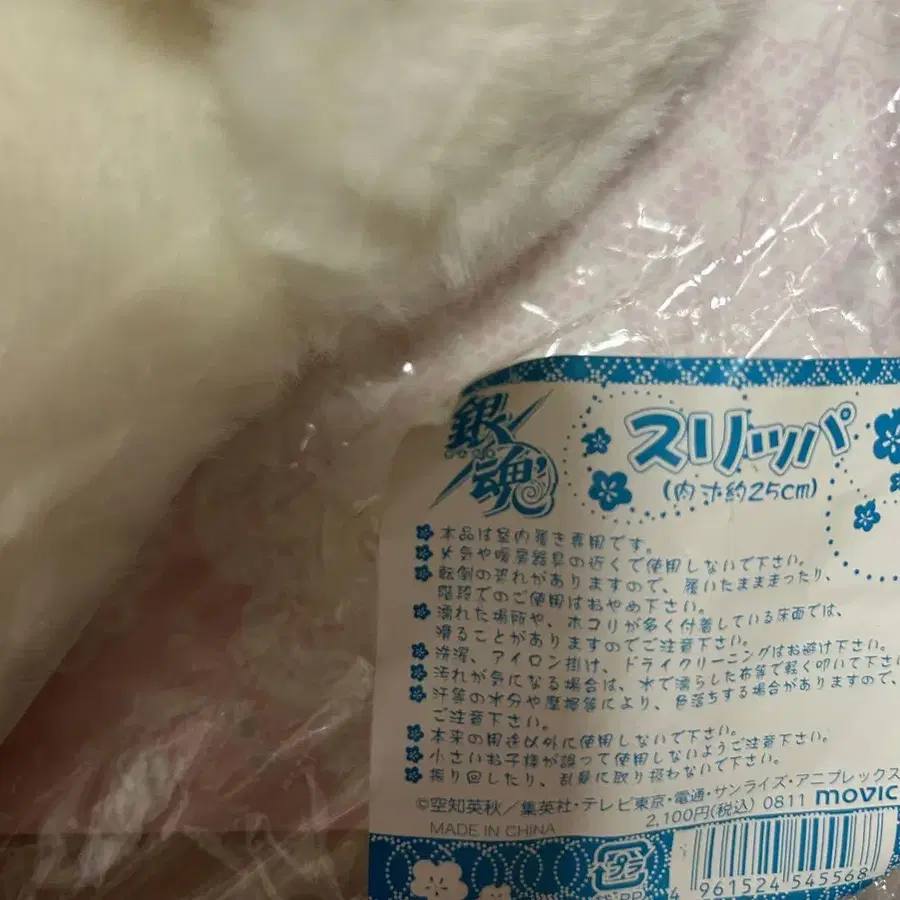 銀魂
スリッパ
(内寸約25cm)
本品は室内履き専用です。
火気や暖房器具の近くで使用しないで下さい。
転倒の恐れがありますので、履いたまま走ったり、
階段でのご使用はおやめ下さい。
濡れた場所や、ホコリが多く付着している床面では、
滑ることがありますのでご注意下さい。
洗濯、アイロン掛け、ドライクリーニングはお避け下さい。
汚れが気になる場合は、水で濡らした布等で軽く叩いて下さい
汗等の水分や摩擦等により、色落ちする場合がありますので、
ご注意下さい。
本来の用途以外に使用しないで下さい。
小さいお子様が誤って使用しないようご注意下さい。
振り回したり、乱暴に取り扱わないで下さい。
©空知英秋／集英社・テレビ東京・電通・サンライズ・アニプレックス
2,100円(税込) 0811 movic
MADE IN CHINA
プラ
PP
4 961524 545568